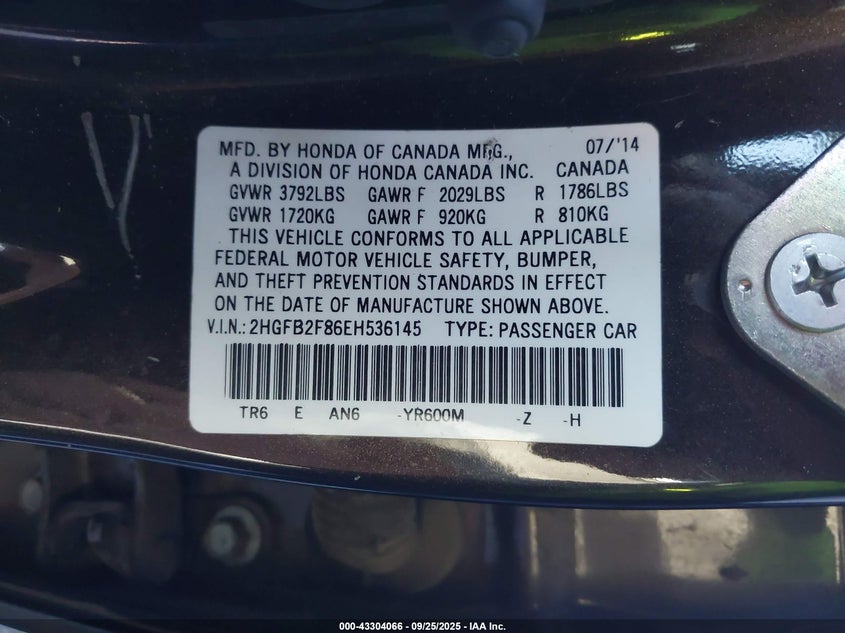 MFD. BY HONDA OF CANADA MFG., 07/'14
A DIVISION OF HONDA CANADA INC. CANADA
GVWR 3792LBS GAWR F 2029LBS R 1786LBS
GVWR 1720KG GAWR F 920KG R 810KG
THIS VEHICLE CONFORMS TO ALL APPLICABLE
FEDERAL MOTOR VEHICLE SAFETY, BUMPER,
AND THEFT PREVENTION STANDARDS IN EFFECT
ON THE DATE OF MANUFACTURE SHOWN ABOVE.
V.I.N.: 2HGFB2F86EH536145 TYPE: PASSENGER CAR
TR6 E AN6 -YR600M -Z -H
000-43304066 - 09/25/2025 - IAA Inc.